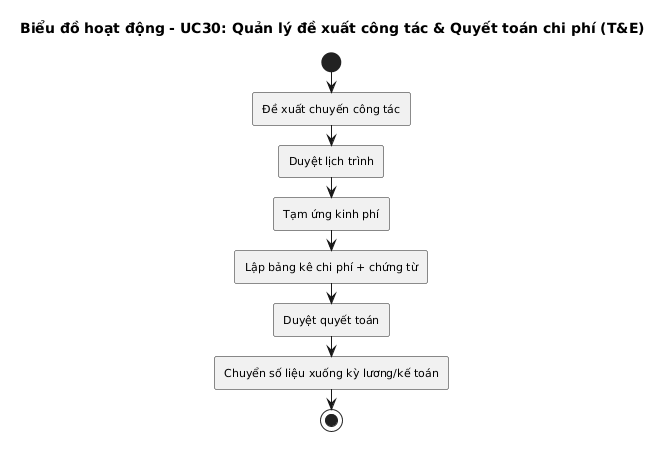 Biểu đồ hoạt động - UC30: Quản lý đề xuất công tác & Quyết toán chi phí (T&E)
Đề xuất chuyến công tác
Duyệt lịch trình
Tạm ứng kinh phí
Lập bảng kê chi phí + chứng từ
Duyệt quyết toán
Chuyển số liệu xuống kỳ lương/kế toán